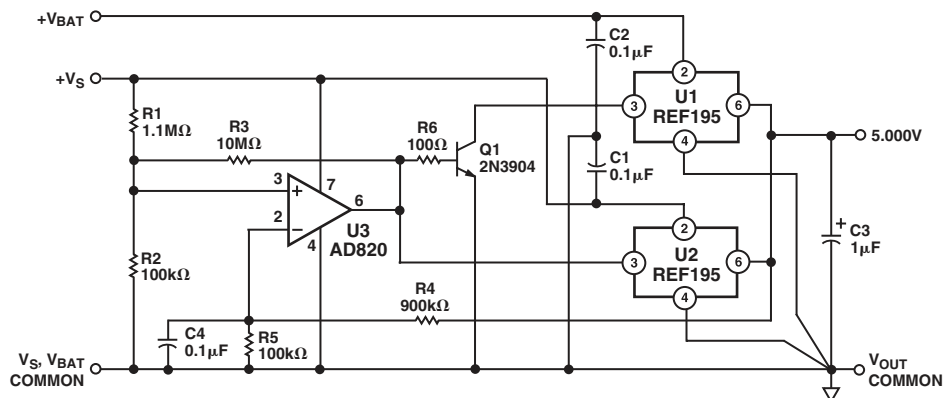 +VBAT
C2
0.1µF
2
+VS
U1
REF195
3
6
4
R1
1.1MΩ
R3
10MΩ
R6
100Ω
Q1
2N3904
5.000V
C1
0.1µF
3
7
2
6
4
U3
AD820
2
U2
REF195
3
6
4
C3
1µF
+
R2
100kΩ
R4
900kΩ
C4
0.1µF
R5
100kΩ
VS, VBAT
COMMON
VOUT
COMMON